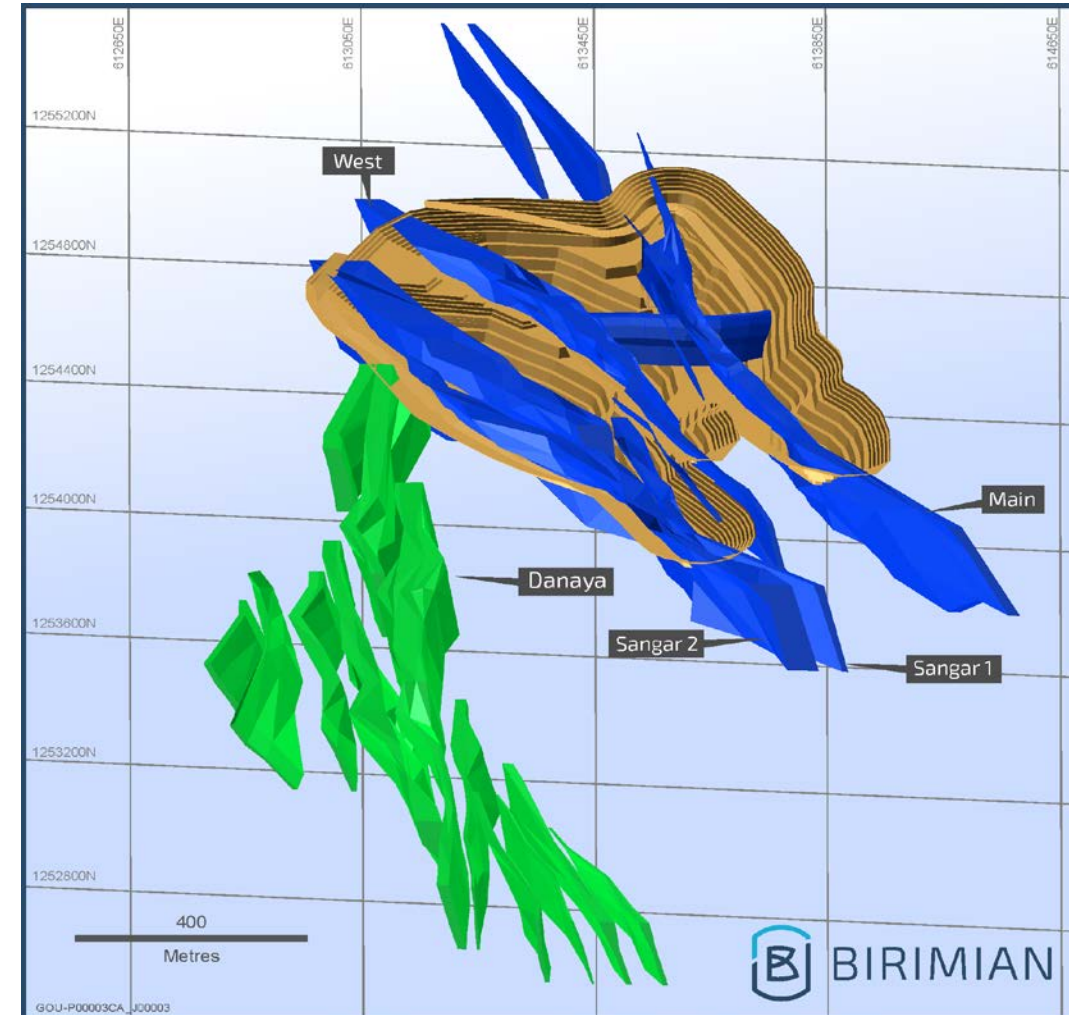 612650E
613050E
613450E
613850E
614650E
1255200N
West
1254800N
1254400N
1254000N
Main
Danaya
1253600N
Sangar 2
Sangar 1
1253200N
1252800N
400
Metres
BIRIMIAN
GOU-P00003CA_J00003